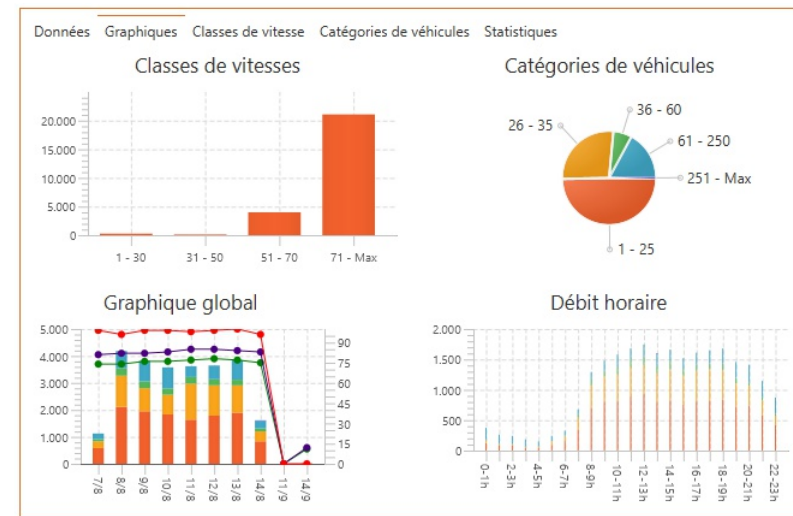 Données Graphiques Classes de vitesse Catégories de véhicules Statistiques
Classes de vitesses
20.000
15.000
10.000
5.000
0
1 - 30 31 - 50 51 - 70 71 - Max
Catégories de véhicules
36 - 60
26 - 35
61 - 250
251 - Max
1 - 25
Graphique global
5.000
4.000
3.000
2.000
1.000
0
90
75
60
45
30
15
0
7/8 8/8 9/8 10/8 11/8 12/8 13/8 14/8 11/9 14/9
Débit horaire
2.000
1.500
1.000
500
0
0-1h 2-3h 4-5h 6-7h 8-9h 10-11h 12-13h 14-15h 16-17h 18-19h 20-21h 22-23h